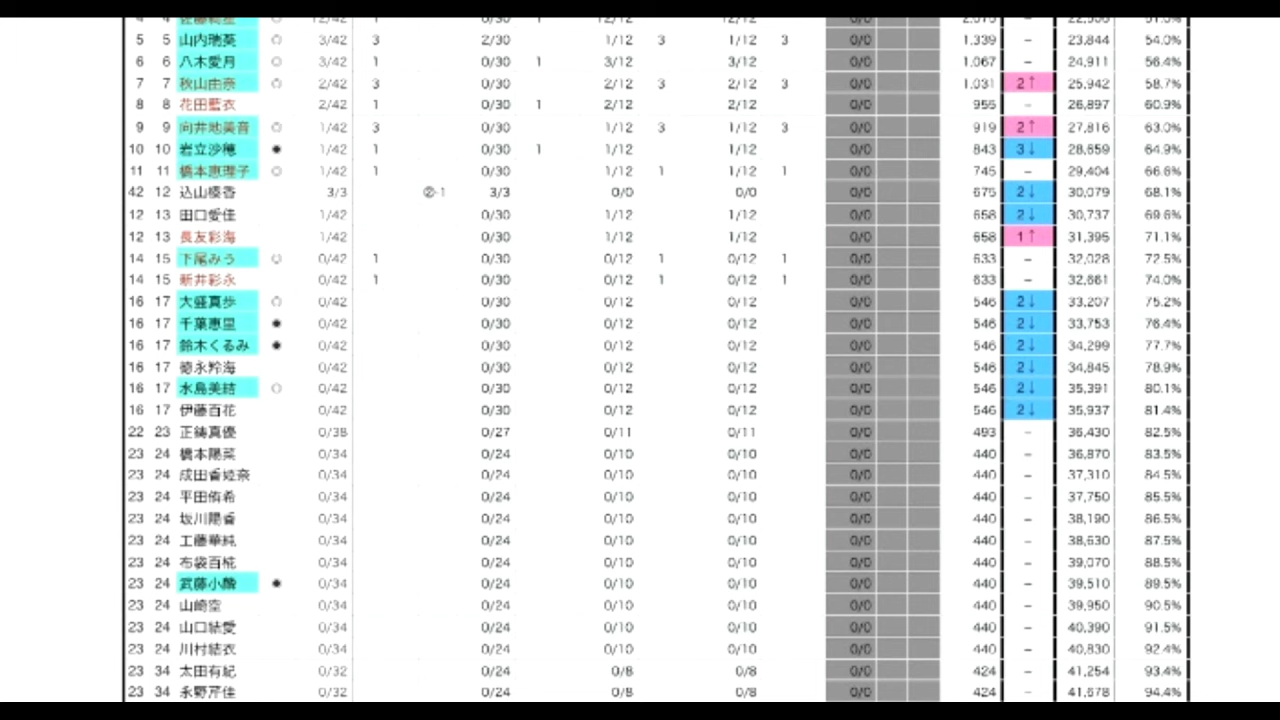 5 5 山内瑞葵 ◎ 3/42 3 2/30 1/12 3 1/12 3 0/0 1,339 – 23,844 54.0%
6 6 八木愛月 ◎ 3/42 1 0/30 1 3/12 3/12 0/0 1,067 – 24,911 56.4%
7 7 秋山由奈 ◎ 2/42 3 0/30 2/12 3 2/12 3 0/0 1,031 2↑ 25,942 58.7%
8 8 花田藍衣 2/42 1 0/30 1 2/12 2/12 0/0 955 – 26,897 60.9%
9 9 向井地美音 ◎ 1/42 3 0/30 1/12 3 1/12 3 0/0 919 2↑ 27,816 63.0%
10 10 岩立沙穂 ● 1/42 1 0/30 1 1/12 1/12 0/0 843 3↓ 28,659 64.9%
11 11 橋本恵理子 ○ 1/42 1 0/30 1/12 1 1/12 1 0/0 745 – 29,404 66.6%
42 12 込山榛香 3/3 ②-1 3/3 0/0 0/0 675 2↓ 30,079 68.1%
12 13 田口愛佳 1/42 0/30 1/12 1/12 0/0 658 2↓ 30,737 69.6%
12 13 長友彩海 1/42 0/30 1/12 1/12 0/0 658 1↑ 31,395 71.1%
14 15 下尾みう ○ 0/42 1 0/30 0/12 1 0/12 1 0/0 633 – 32,028 72.5%
14 15 新井彩永 0/42 1 0/30 0/12 1 0/12 1 0/0 633 – 32,661 74.0%
16 17 大盛真歩 ○ 0/42 0/30 0/12 0/12 0/0 546 2↓ 33,207 75.2%
16 17 千葉恵里 ● 0/42 0/30 0/12 0/12 0/0 546 2↓ 33,753 76.4%
16 17 鈴木くるみ ● 0/42 0/30 0/12 0/12 0/0 546 2↓ 34,299 77.7%
16 17 徳永羚海 0/42 0/30 0/12 0/12 0/0 546 2↓ 34,845 78.9%
16 17 水島美結 ○ 0/42 0/30 0/12 0/12 0/0 546 2↓ 35,391 80.1%
16 17 伊藤百花 0/42 0/30 0/12 0/12 0/0 546 2↓ 35,937 81.4%
22 23 正鋳真優 0/38 0/27 0/11 0/11 0/0 493 – 36,430 82.5%
23 24 橋本陽菜 0/34 0/24 0/10 0/10 0/0 440 – 36,870 83.5%
23 24 成田香姫奈 0/34 0/24 0/10 0/10 0/0 440 – 37,310 84.5%
23 24 平田侑希 0/34 0/24 0/10 0/10 0/0 440 – 37,750 85.5%
23 24 坂川陽香 0/34 0/24 0/10 0/10 0/0 440 – 38,190 86.5%
23 24 工藤華純 0/34 0/24 0/10 0/10 0/0 440 – 38,630 87.5%
23 24 布袋百椛 0/34 0/24 0/10 0/10 0/0 440 – 39,070 88.5%
23 24 武藤小麟 ● 0/34 0/24 0/10 0/10 0/0 440 – 39,510 89.5%
23 24 山﨑空 0/34 0/24 0/10 0/10 0/0 440 – 39,950 90.5%
23 24 山口結愛 0/34 0/24 0/10 0/10 0/0 440 – 40,390 91.5%
23 24 川村結衣 0/34 0/24 0/10 0/10 0/0 440 – 40,830 92.4%
23 34 太田有紀 0/32 0/24 0/8 0/8 0/0 424 – 41,254 93.4%
23 34 永野芹佳 0/32 0/24 0/8 0/8 0/0 424 – 41,678 94.4%